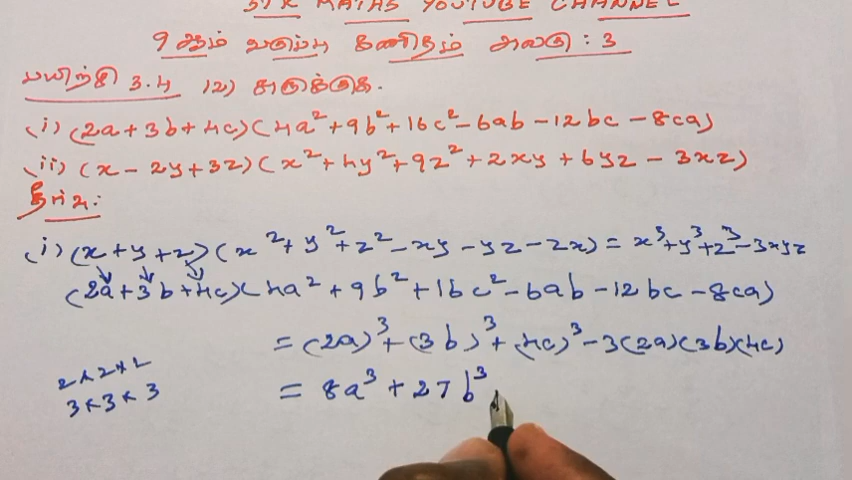 MATHS YOUTUBE CHANNEL
9 ஆம் வகுப்பு கணிதம் அலகு : 3
பயிற்சி 3.4 12) சுருக்குக.
(i) (2a+3b+4c)(4a²+9b²+16c²-6ab-12bc-8ca)
(ii) (x-2y+3z)(x²+4y²+9z²+2xy+6yz-3xz)
தீர்வு:
(i) (x+y+z)(x²+y²+z²-xy-yz-zx) = x³+y³+z³-3xyz
(2a+3b+4c)(4a²+9b²+16c²-6ab-12bc-8ca)
= (2a)³+(3b)³+(4c)³-3(2a)(3b)(4c)
2×2×2
3×3×3
= 8a³+27b³